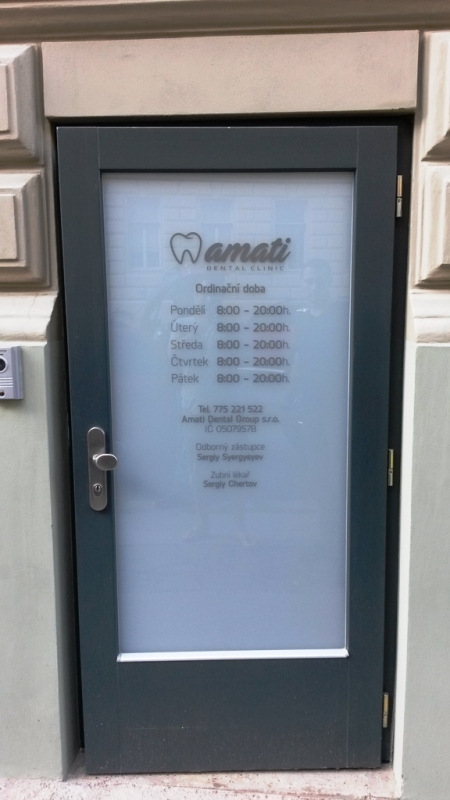 amati
DENTAL CLINIC
Ordinační doba
Pondělí 8:00 - 20:00h.
Úterý 8:00 - 20:00h.
Středa 8:00 - 20:00h.
Čtvrtek 8:00 - 20:00h.
Pátek 8:00 - 20:00h.
Tel. 775 221 522
Amati Dental Group s.r.o.
IČ 05079578
Odborný zástupce
Sergiy Syergyeyev
Zubní lékař
Sergiy Chertov